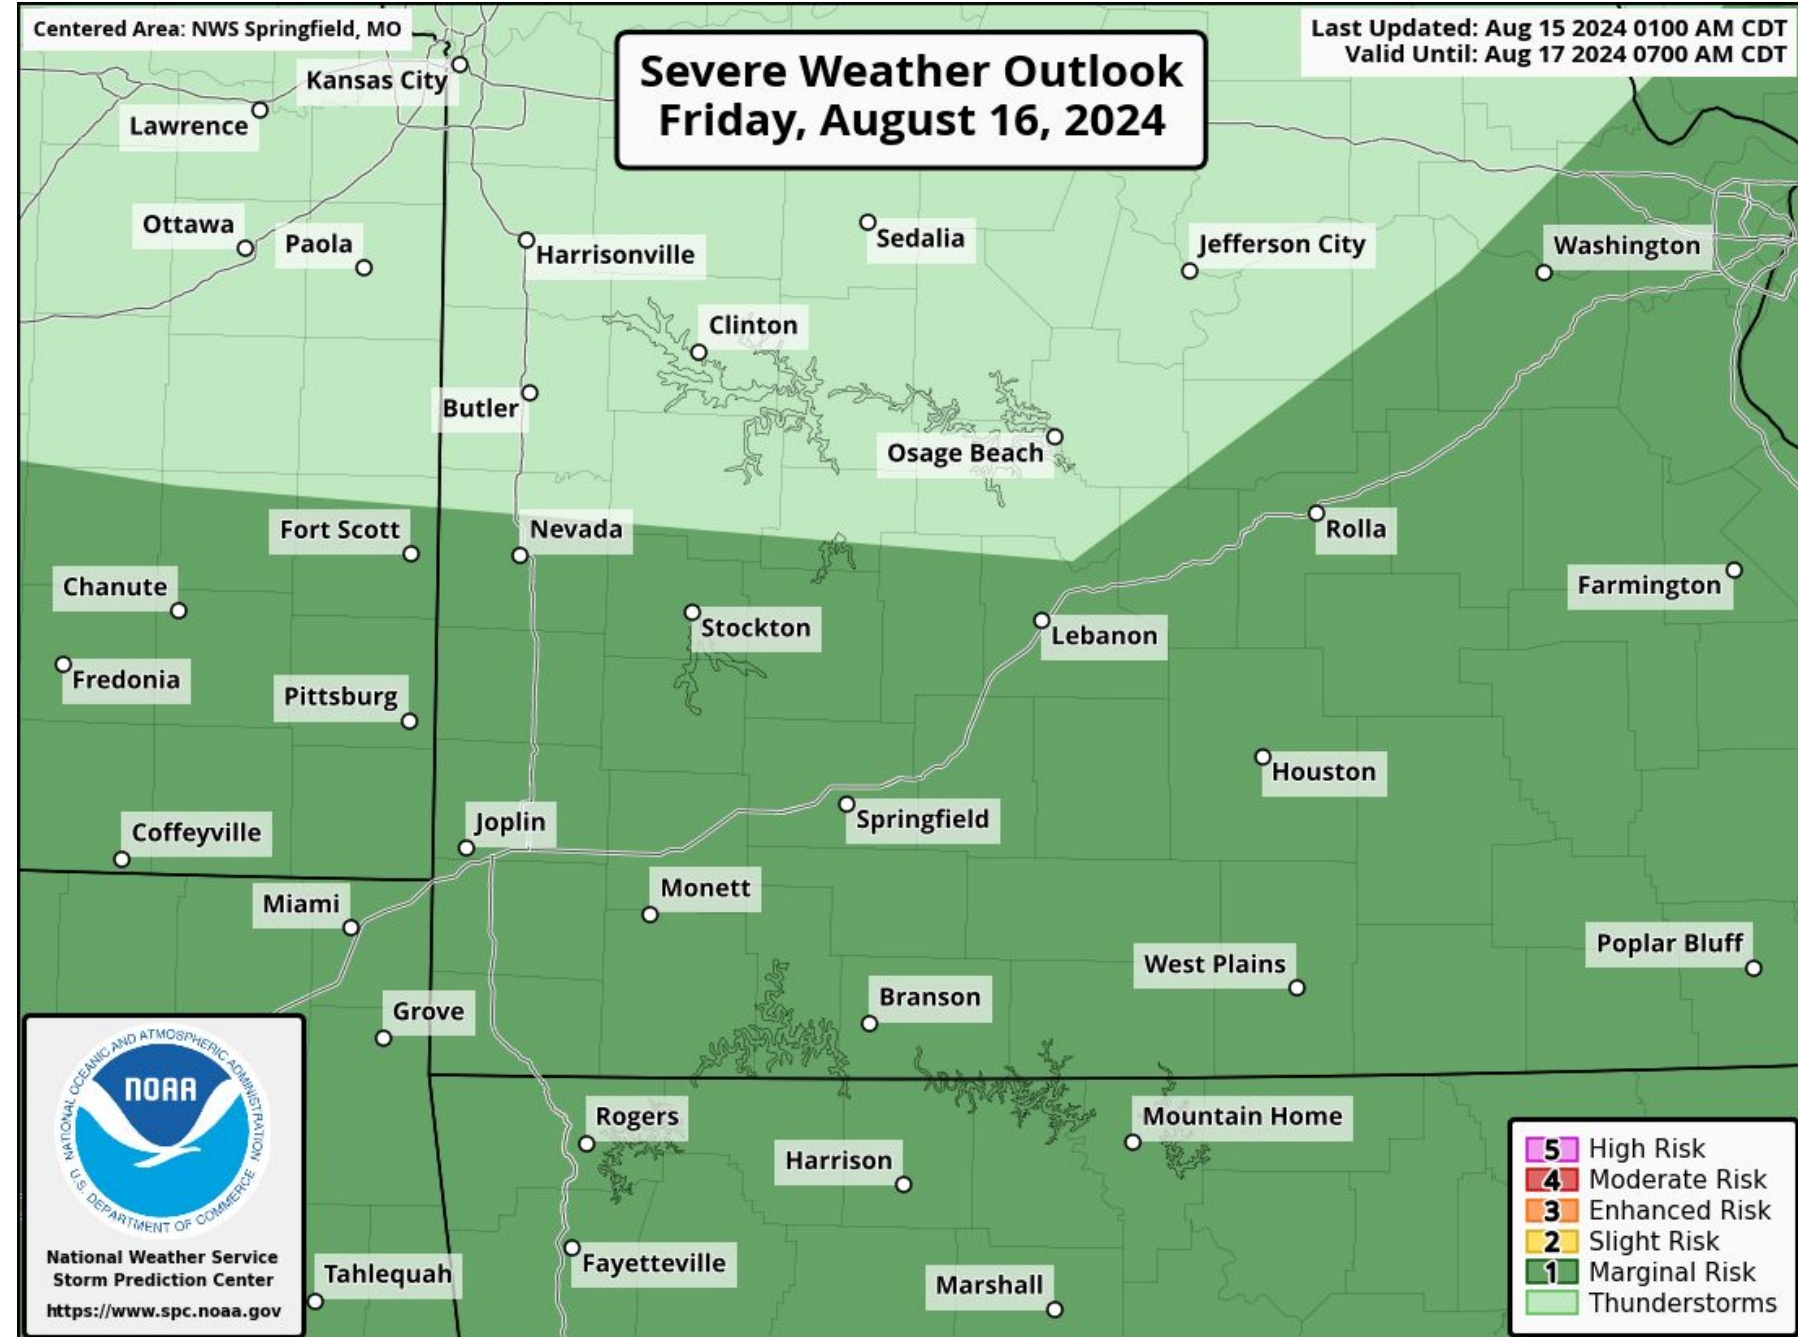 Centered Area: NWS Springfield, MO
Severe Weather Outlook
Friday, August 16, 2024
Last Updated: Aug 15 2024 0100 AM CDT
Valid Until: Aug 17 2024 0700 AM CDT
Kansas City
Lawrence
Ottawa
Paola
Harrisonville
Sedalia
Jefferson City
Washington
Clinton
Butler
Osage Beach
Fort Scott
Nevada
Rolla
Chanute
Farmington
Stockton
Lebanon
Fredonia
Pittsburg
Houston
Coffeyville
Joplin
Springfield
Miami
Monett
Poplar Bluff
West Plains
Grove
Branson
Rogers
Mountain Home
Harrison
Fayetteville
Tahlequah
Marshall
NATIONAL OCEANIC AND ATMOSPHERIC ADMINISTRATION
NOAA
U.S. DEPARTMENT OF COMMERCE
National Weather Service
Storm Prediction Center
https://www.spc.noaa.gov
5 High Risk
4 Moderate Risk
3 Enhanced Risk
2 Slight Risk
1 Marginal Risk
Thunderstorms